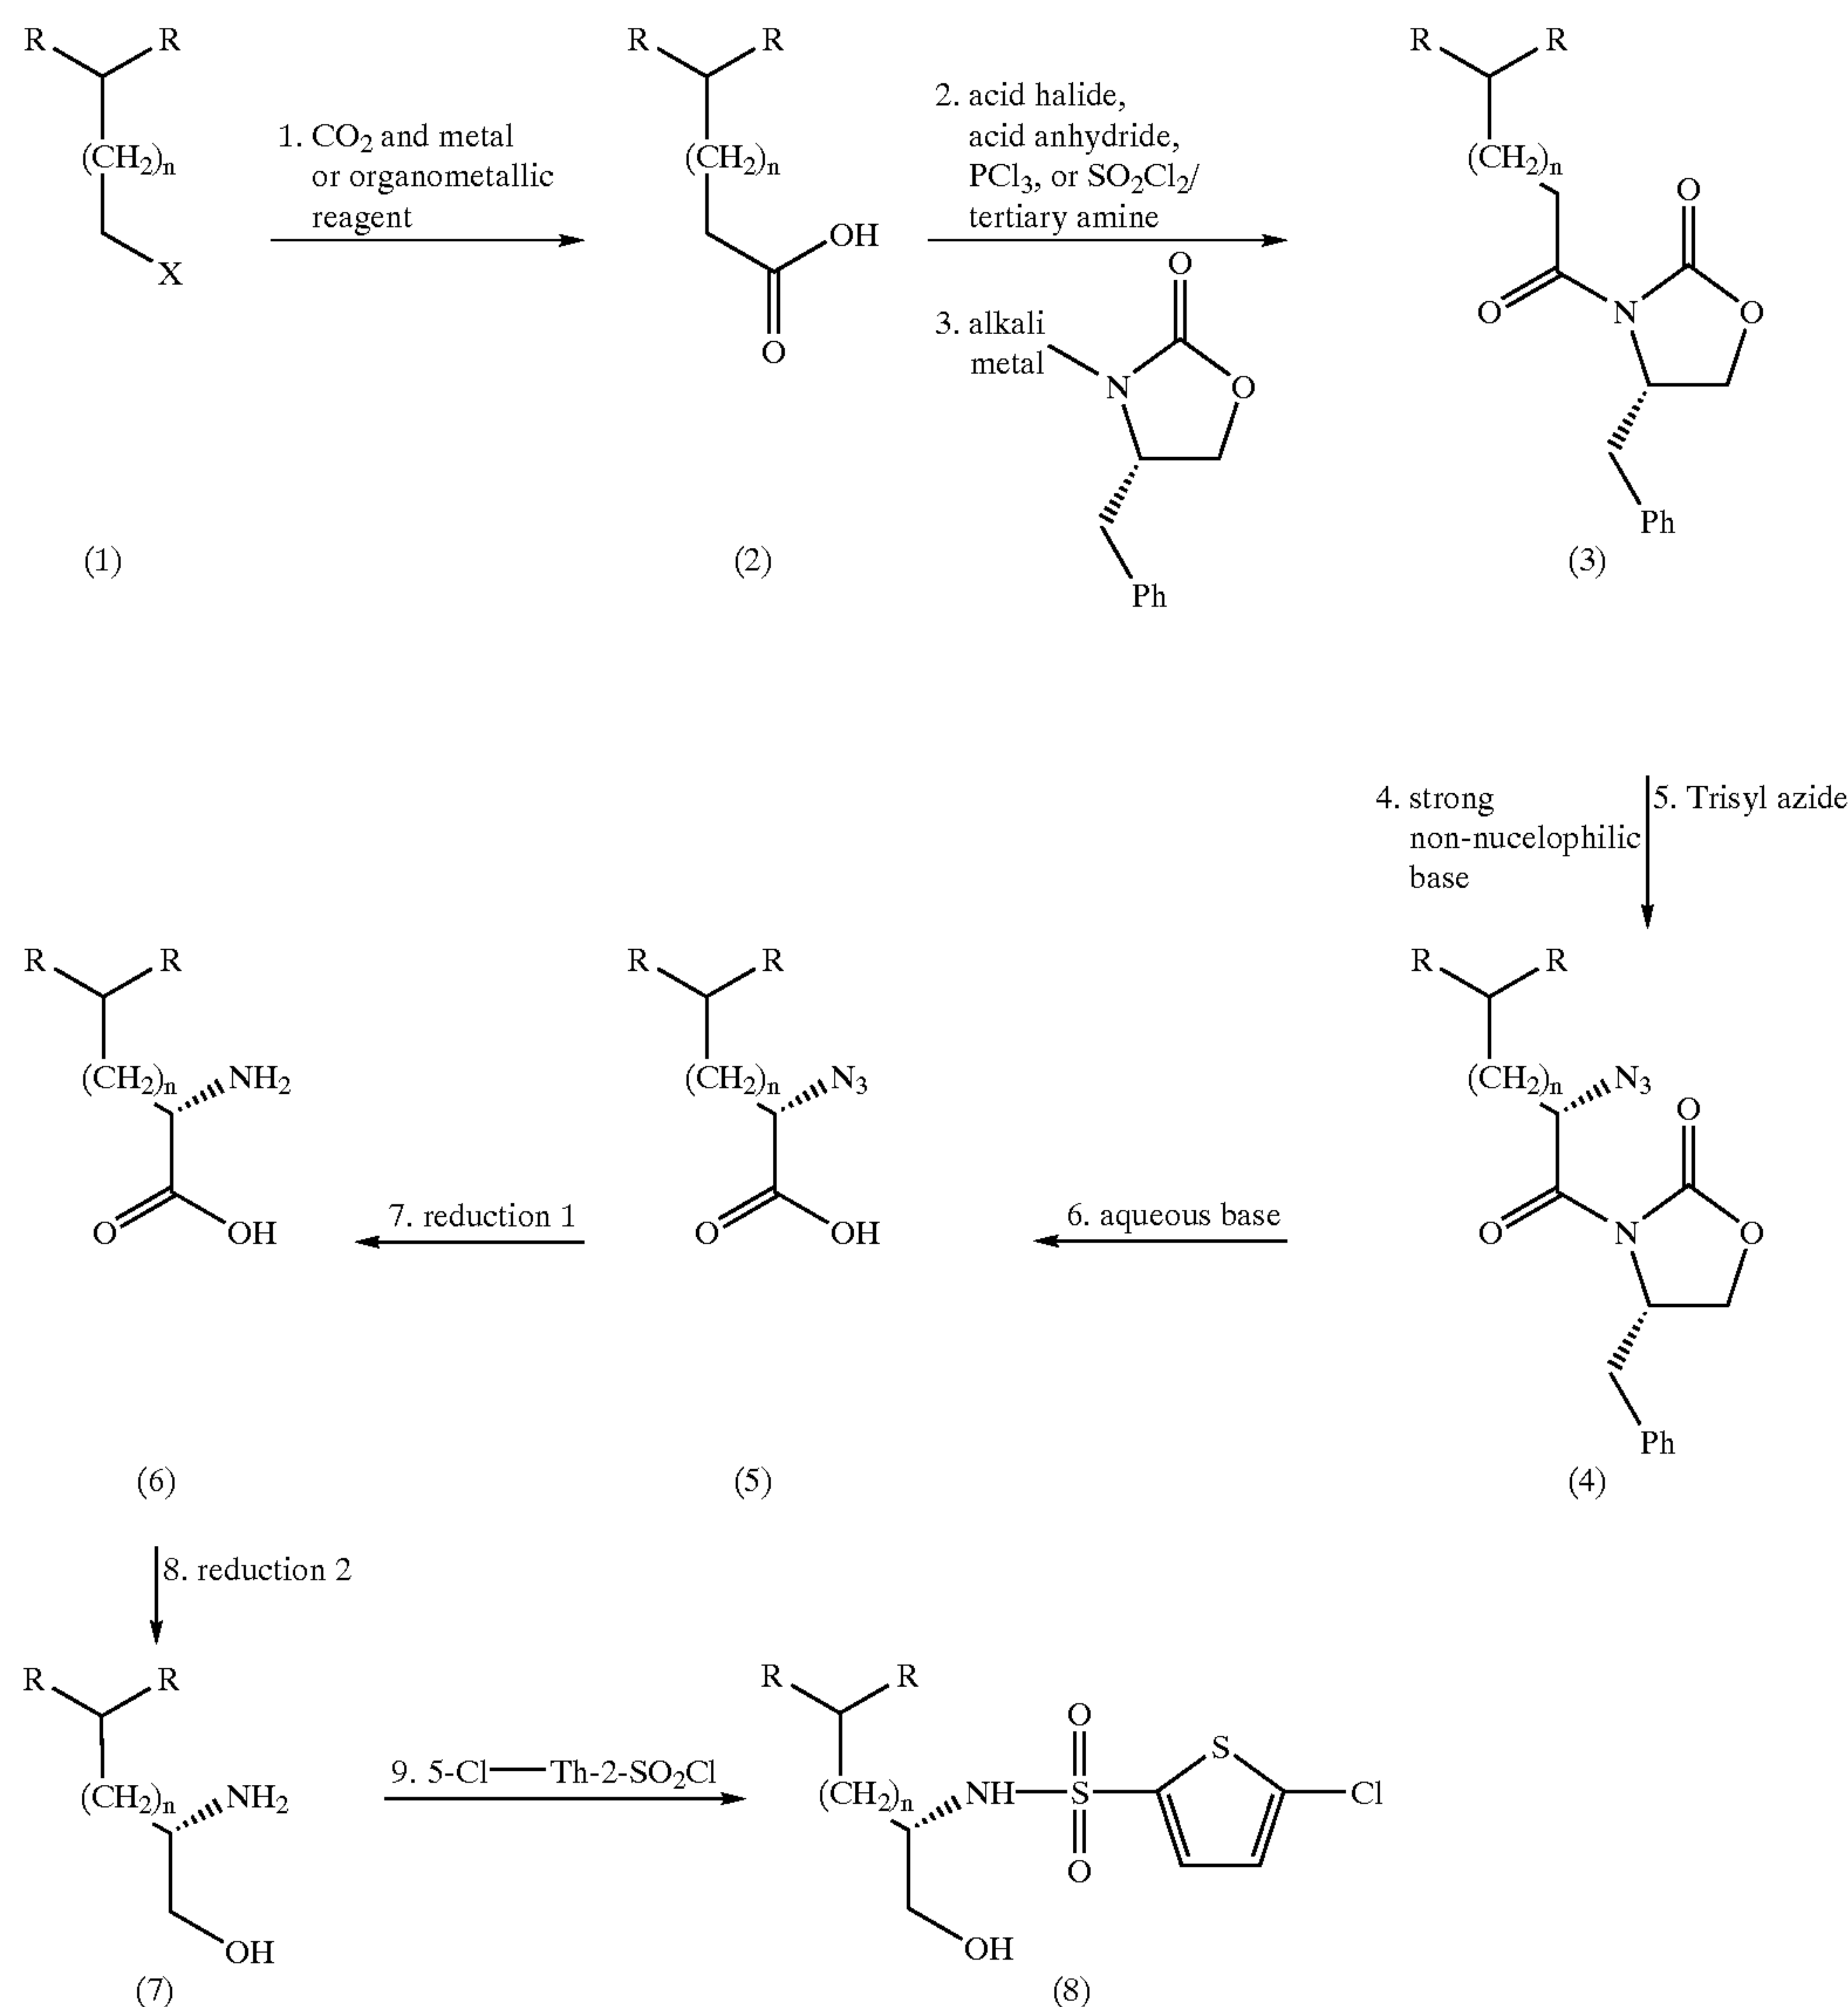 R R
(CH₂)ₙ
X
(1)
1. CO₂ and metal
or organometallic
reagent
R R
(CH₂)ₙ
OH
O
(2)
2. acid halide,
acid anhydride,
PCl₃, or SO₂Cl₂/
tertiary amine
3. alkali
metal
O
N
O
Ph
R R
(CH₂)ₙ
O
O
N
O
Ph
(3)
4. strong
non-nucelophilic
base
5. Trisyl azide
R R
(CH₂)ₙ
N₃
O
O
N
O
Ph
(4)
6. aqueous base
R R
(CH₂)ₙ
N₃
O
OH
(5)
7. reduction 1
R R
(CH₂)ₙ
NH₂
O
OH
(6)
8. reduction 2
R R
(CH₂)ₙ
NH₂
OH
(7)
9. 5-Cl—Th-2-SO₂Cl
R R
(CH₂)ₙ
NH
O
S
O
S
Cl
OH
(8)